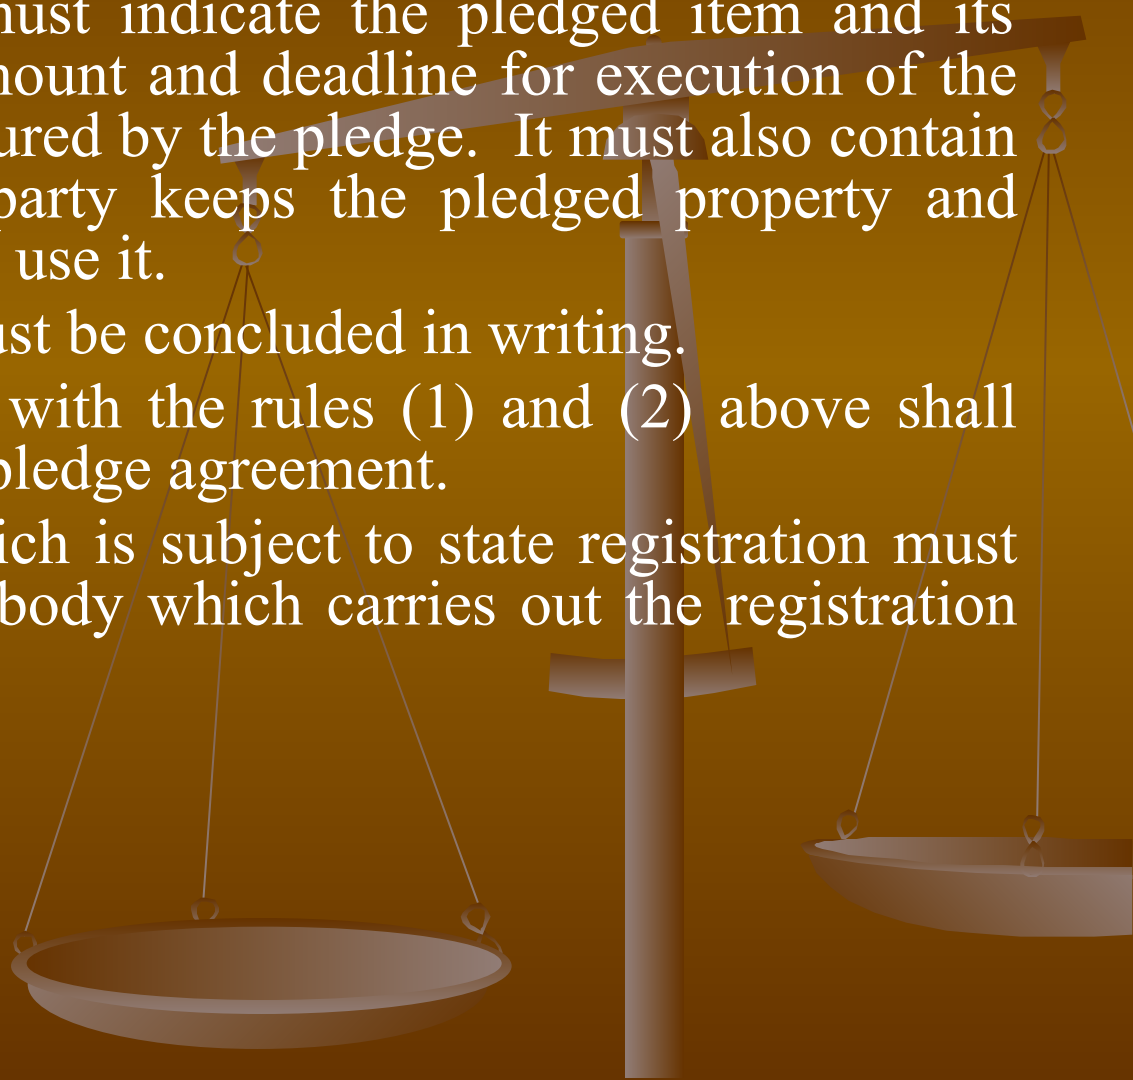 must indicate the pledged item and its
mount and deadline for execution of the
ured by the pledge. It must also contain
party keeps the pledged property and
use it.
ust be concluded in writing.
with the rules (1) and (2) above shall
pledge agreement.
ich is subject to state registration must
body which carries out the registration